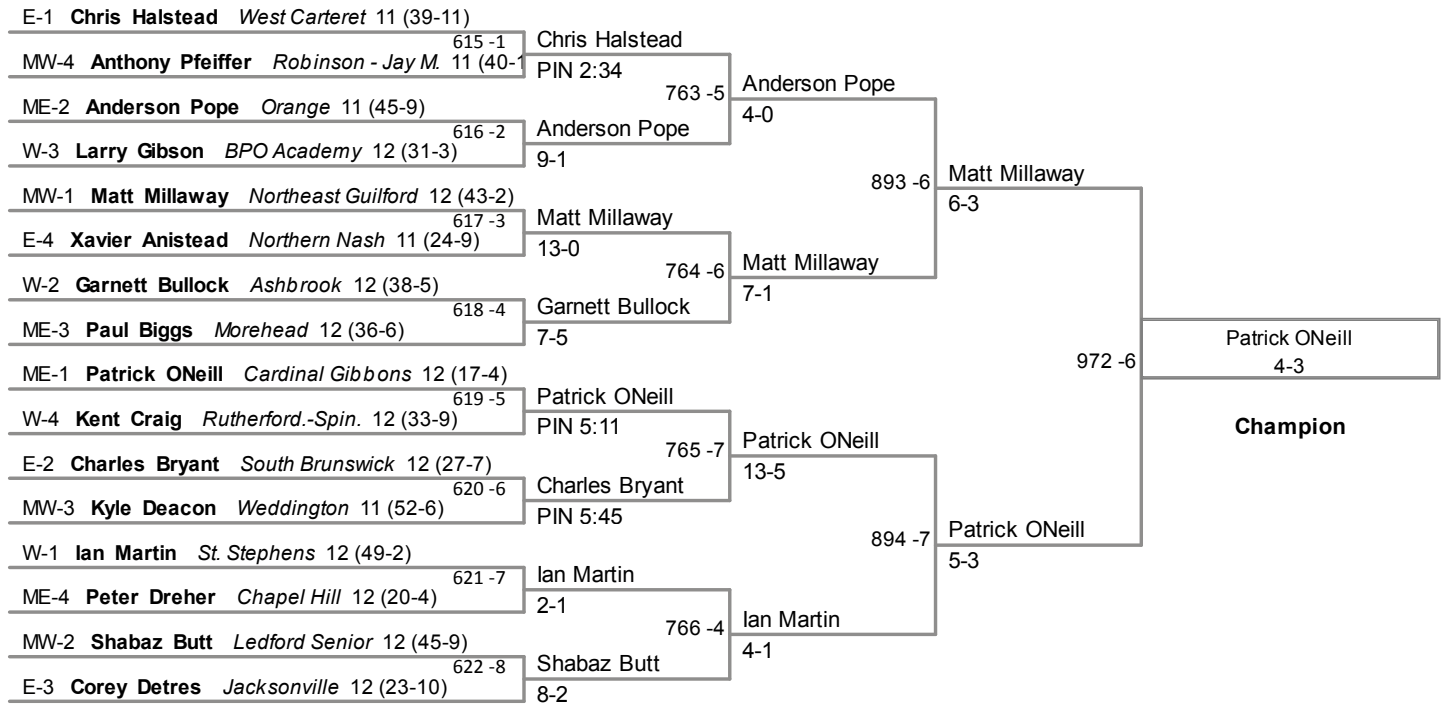 E-1 Chris Halstead West Carteret 11 (39-11)
615 -1
MW-4 Anthony Pfeiffer Robinson - Jay M. 11 (40-1
Chris Halstead
PIN 2:34
763 -5
ME-2 Anderson Pope Orange 11 (45-9)
616 -2
W-3 Larry Gibson BPO Academy 12 (31-3)
Anderson Pope
9-1
Anderson Pope
4-0
893 -6
MW-1 Matt Millaway Northeast Guilford 12 (43-2)
617 -3
E-4 Xavier Anistead Northern Nash 11 (24-9)
Matt Millaway
13-0
764 -6
W-2 Garnett Bullock Ashbrook 12 (38-5)
618 -4
ME-3 Paul Biggs Morehead 12 (36-6)
Garnett Bullock
7-5
Matt Millaway
7-1
Matt Millaway
6-3
972 -6
ME-1 Patrick ONeill Cardinal Gibbons 12 (17-4)
619 -5
W-4 Kent Craig Rutherford.-Spin. 12 (33-9)
Patrick ONeill
PIN 5:11
765 -7
E-2 Charles Bryant South Brunswick 12 (27-7)
620 -6
MW-3 Kyle Deacon Weddington 11 (52-6)
Charles Bryant
PIN 5:45
Patrick ONeill
13-5
894 -7
W-1 Ian Martin St. Stephens 12 (49-2)
621 -7
ME-4 Peter Dreher Chapel Hill 12 (20-4)
Ian Martin
2-1
766 -4
MW-2 Shabaz Butt Ledford Senior 12 (45-9)
622 -8
E-3 Corey Detres Jacksonville 12 (23-10)
Shabaz Butt
8-2
Ian Martin
4-1
Patrick ONeill
5-3
Patrick ONeill
4-3
Champion